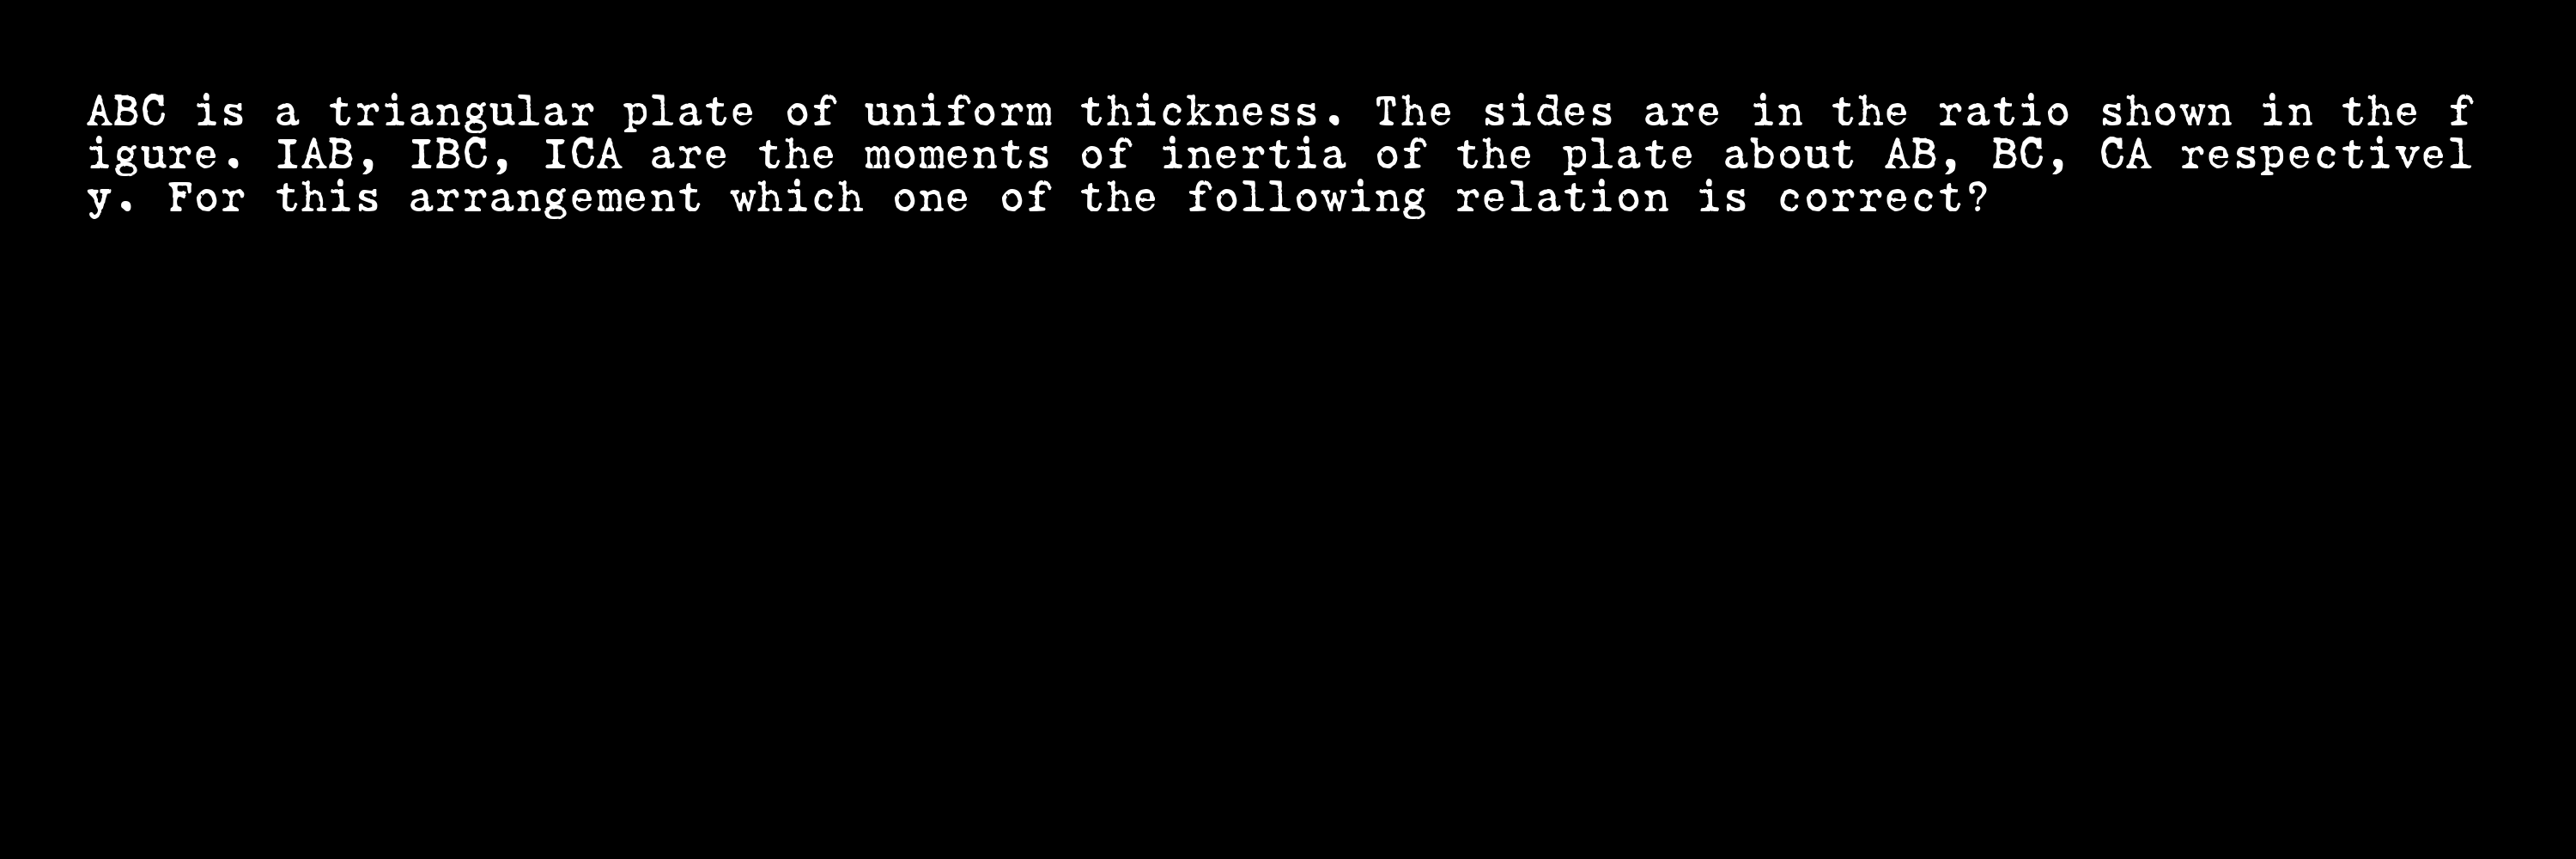 ABC is a triangular plate of uniform thickness. The sides are in the ratio shown in the f
igure. IAB, IBC, ICA are the moments of inertia of the plate about AB, BC, CA respectivel
y. For this arrangement which one of the following relation is correct?